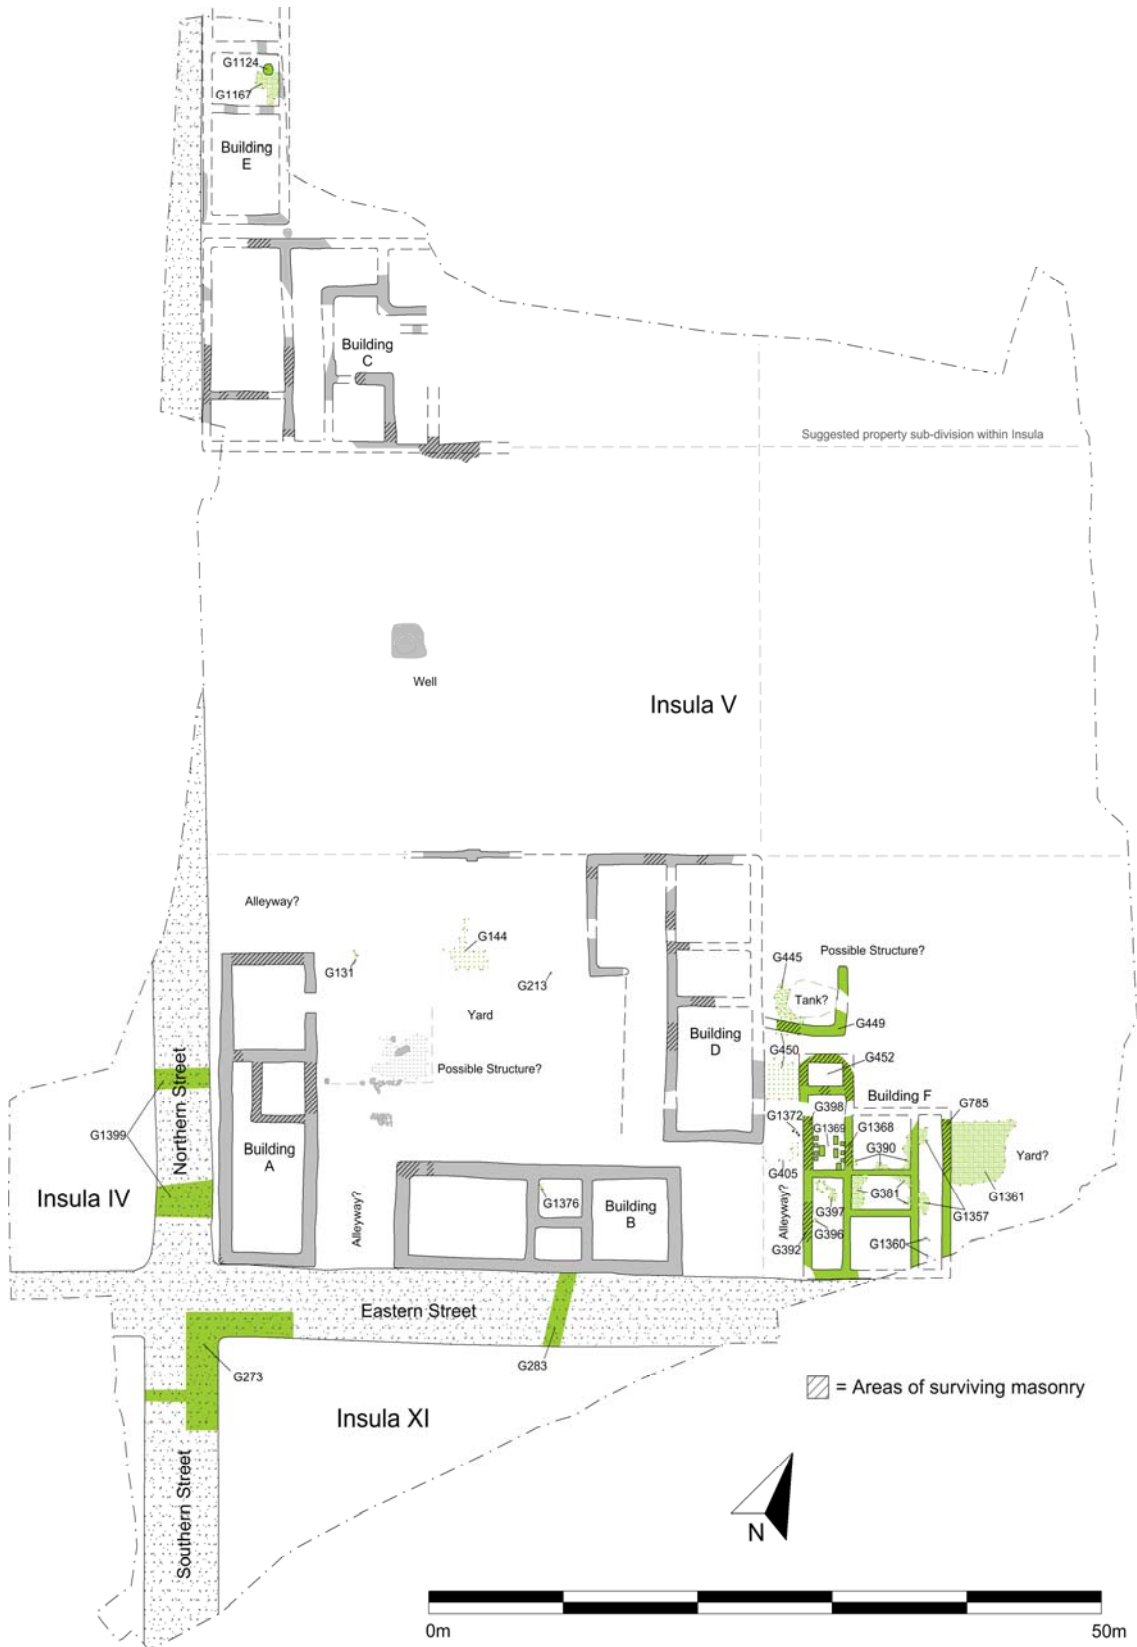 G1124
G1167
Building
E
Building
C
Suggested property sub-division within Insula
Well
Insula V
Alleyway?
G144
G131
G213
Yard
Possible Structure?
Possible Structure?
G445
Tank?
G449
Building
D
G450
G452
Building F
G785
G1372
G398
G1369
G1368
G390
G405
Yard?
G1361
G381
G1357
G397
G396
G392
G1360
Alleyway?
Northern Street
G1399
Insula IV
Building
A
Alleyway?
G1376
Building
B
Eastern Street
G283
G273
Insula XI
Southern Street
= Areas of surviving masonry
N
0m
50m